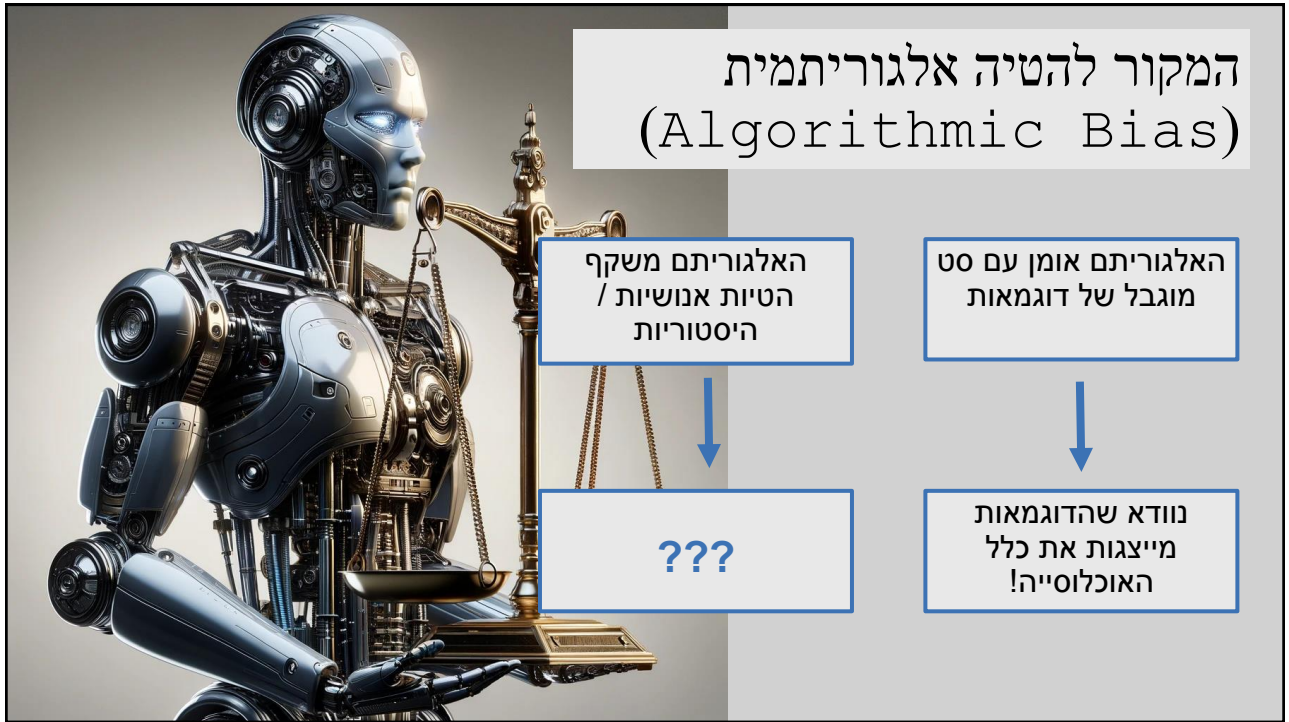 המקור להטיה אלגוריתמית
(Algorithmic Bias)
האלגוריתם אומן עם סט
מוגבל של דוגמאות
נוודא שהדוגמאות
מייצגות את כלל
האוכלוסייה!
האלגוריתם משקף
הטיות אנושיות /
היסטוריות
???